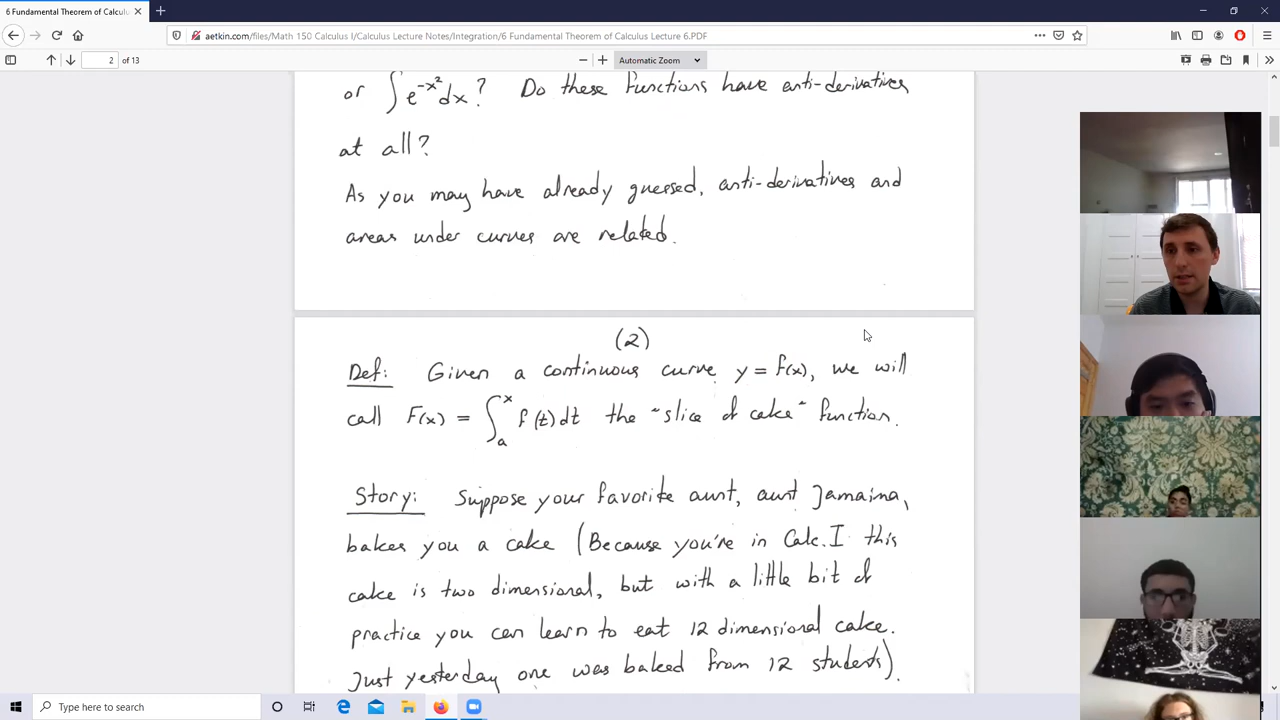 6 Fundamental Theorem of Calculu
aetkin.com/files/Math 150 Calculus I/Calculus Lecture Notes/Integration/6 Fundamental Theorem of Calculus Lecture 6.PDF
2 of 13
Automatic Zoom
or ∫ e^{-x²} dx? Do these functions have anti-derivatives
at all?
As you may have already guessed, anti-derivatives and
areas under curves are related.
(2)
Def: Given a continuous curve y = f(x), we will
call F(x) = ∫_a^x f(t)dt the "slice of cake" function.
Story: Suppose your favorite aunt, aunt Jamaima,
bakes you a cake (Because you're in Calc. I this
cake is two dimensional, but with a little bit of
practice you can learn to eat 12 dimensional cake.
Just yesterday one was baked from 12 students).
Type here to search